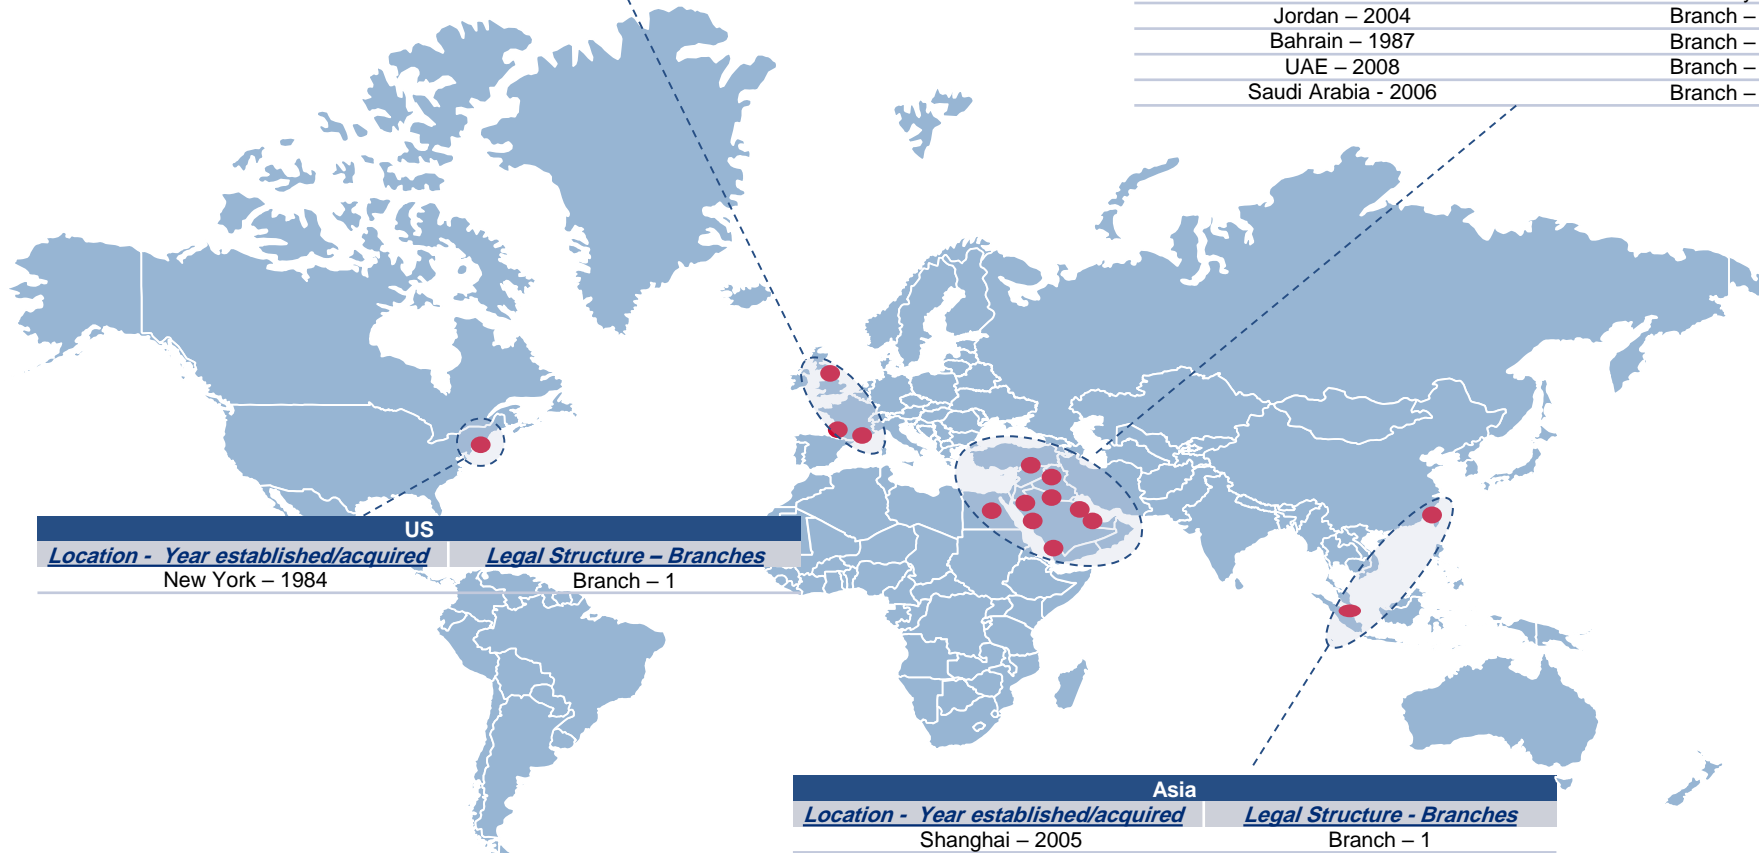 Jordan – 2004 Branch –
Bahrain – 1987 Branch –
UAE – 2008 Branch –
Saudi Arabia - 2006 Branch –
US
Location - Year established/acquired Legal Structure – Branches
New York – 1984 Branch – 1
Asia
Location - Year established/acquired Legal Structure - Branches
Shanghai – 2005 Branch – 1